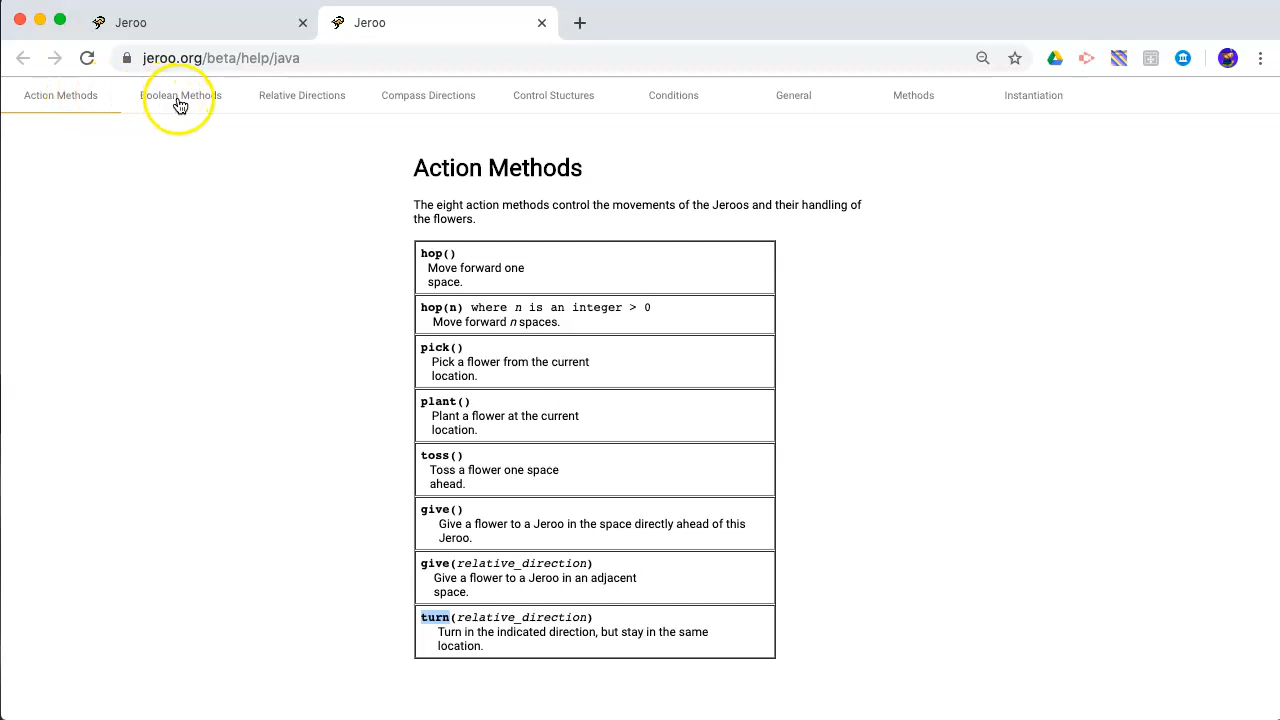 Jeroo
Jeroo
jeroo.org/beta/help/java
Action Methods
Boolean Methods
Relative Directions
Compass Directions
Control Stuctures
Conditions
General
Methods
Instantiation
Action Methods
The eight action methods control the movements of the Jeroos and their handling of
the flowers.
hop()
Move forward one
space.
hop(n) where n is an integer > 0
Move forward n spaces.
pick()
Pick a flower from the current
location.
plant()
Plant a flower at the current
location.
toss()
Toss a flower one space
ahead.
give()
Give a flower to a Jeroo in the space directly ahead of this
Jeroo.
give(relative_direction)
Give a flower to a Jeroo in an adjacent
space.
turn(relative_direction)
Turn in the indicated direction, but stay in the same
location.